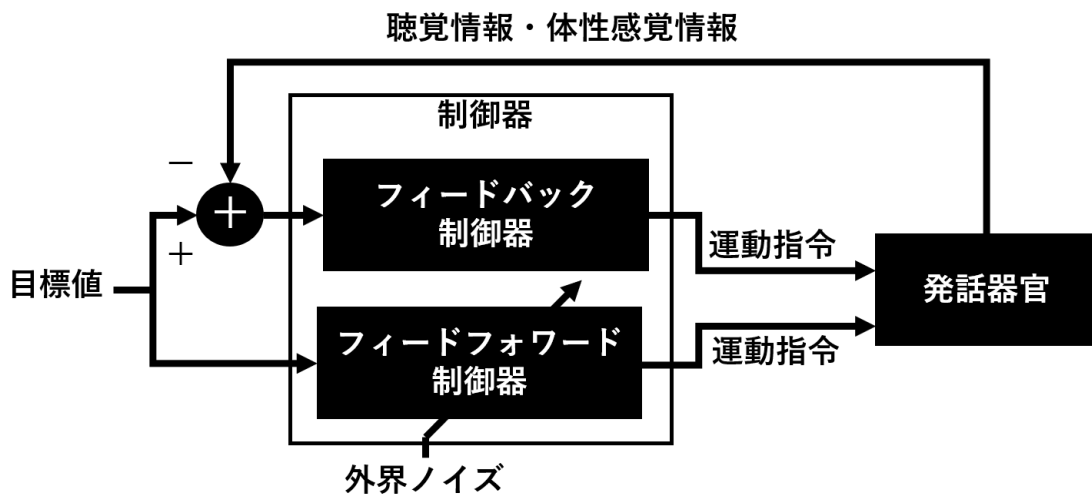 聴覚情報・体性感覚情報
制御器
−
+
フィードバック
制御器
+
目標値
運動指令
発話器官
フィードフォワード
制御器
運動指令
外界ノイズ